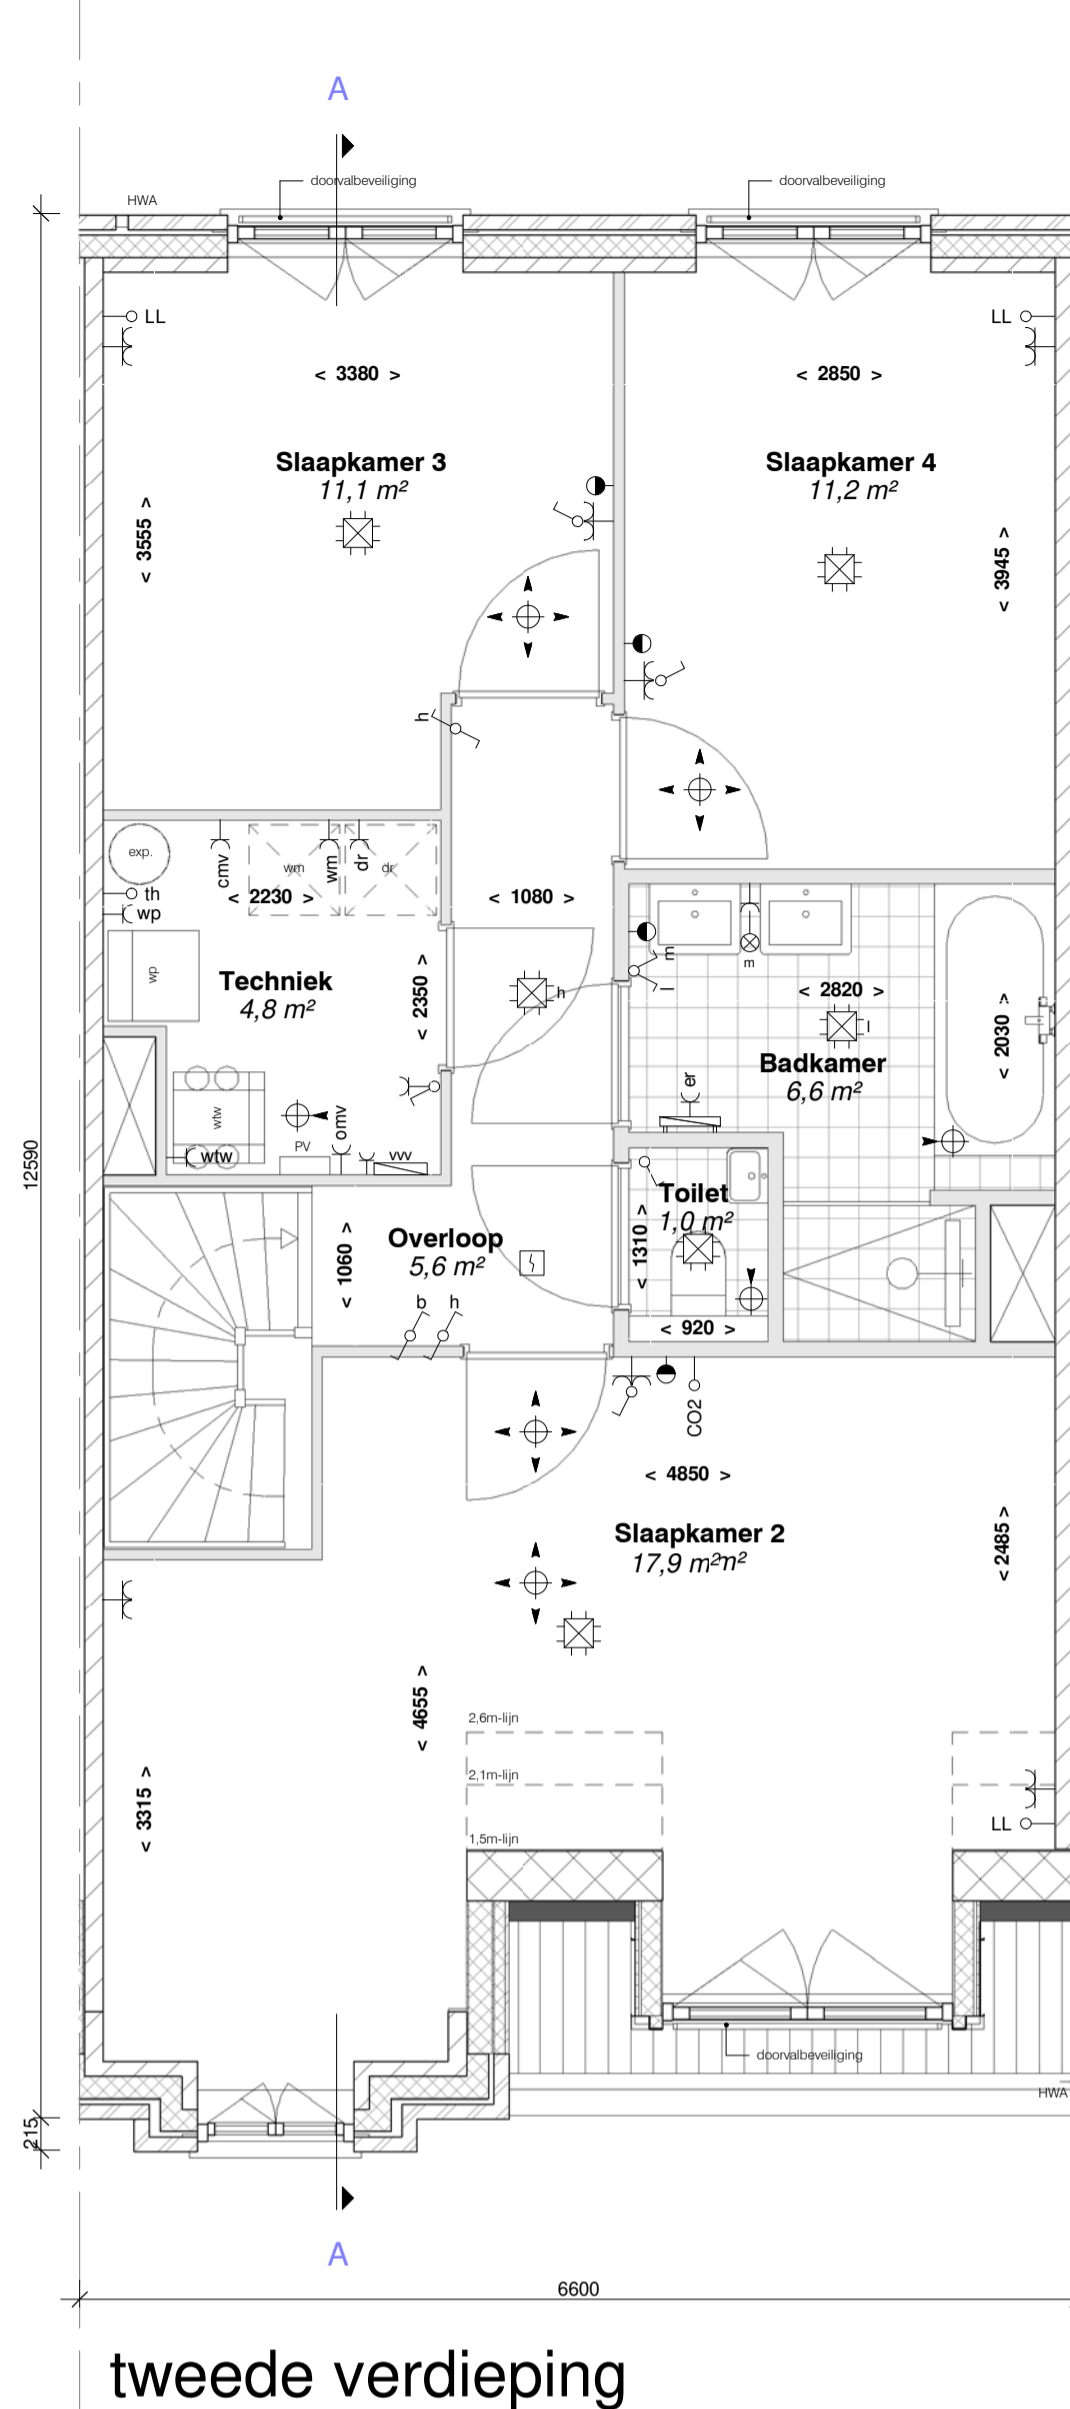 A
doorvalbeveiliging
doorvalbeveiliging
HWA
LL
LL
< 3380 >
< 2850 >
Slaapkamer 3
11,1 m²
Slaapkamer 4
11,2 m²
< 3555 >
< 3945 >
h
exp.
cmv
wm
wm
dr
dr
th
wp
< 2230 >
< 1080 >
wp
Techniek
4,8 m²
< 2350 >
h
m
l
m
< 2820 >
l
Badkamer
6,6 m²
< 2030 >
er
wtw
wtw
PV
omv
vvv
12590
Toilet
1,0 m²
< 1310 >
< 920 >
Overloop
5,6 m²
< 1060 >
b
h
CO2
< 4850 >
Slaapkamer 2
17,9 m²m²
< 2485 >
< 4655 >
2,6m-lijn
2,1m-lijn
1,5m-lijn
< 3315 >
LL
doorvalbeveiliging
HWA
215
A
6600
tweede verdieping